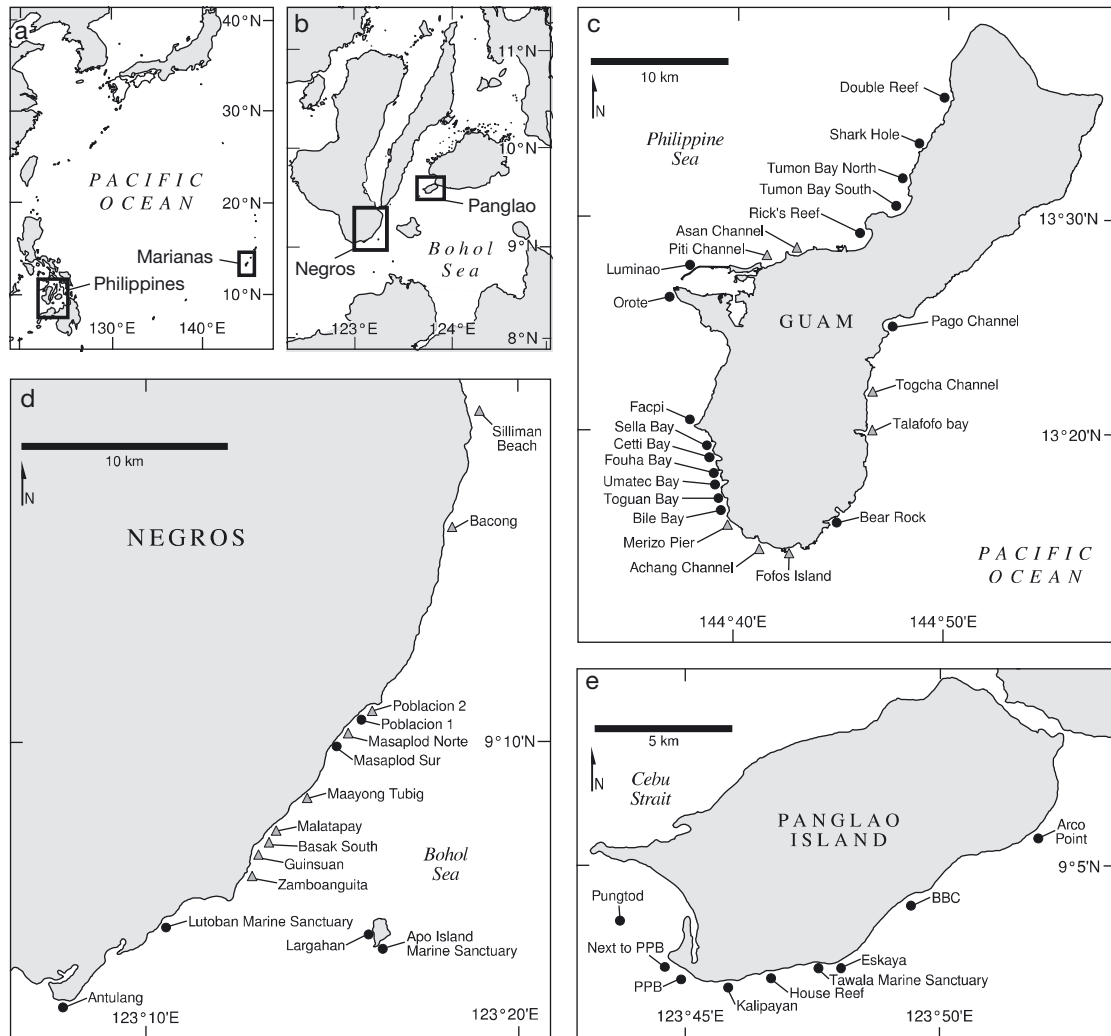 a
40°N
30°N
PACIFIC
OCEAN
20°N
Marianas
Philippines
10°N
130°E
140°E
b
11°N
10°N
Panglao
9°N
Bohol
Sea
Negros
123°E
124°E
8°N
c
10 km
N
Double Reef
Philippine
Sea
Shark Hole
Tumon Bay North
Tumon Bay South
Rick's Reef
13°30'N
Asan Channel
Piti Channel
Luminao
Orote
GUAM
Pago Channel
Togcha Channel
Talafofo bay
13°20'N
Facpi
Sella Bay
Cetti Bay
Fouha Bay
Umatec Bay
Toguan Bay
Bile Bay
Merizo Pier
Achang Channel
Fofos Island
Bear Rock
PACIFIC
OCEAN
144°40'E
144°50'E
d
10 km
N
Silliman
Beach
Bacong
NEGROS
Poblacion 2
Poblacion 1
Masaplod Norte
Masaplod Sur
9°10'N
Maayong Tubig
Malatapay
Basak South
Guinsuan
Zamboanguita
Bohol
Sea
Lutoban Marine Sanctuary
Largahan
Apo Island
Marine Sanctuary
Antulang
123°10'E
123°20'E
e
5 km
N
Cebu
Strait
PANGLAO
ISLAND
Arco
Point
9°5'N
Pungtod
BBC
Next to PPB
PPB
Kalipayan
House Reef
Tawala Marine Sanctuary
Eskaya
123°45'E
123°50'E